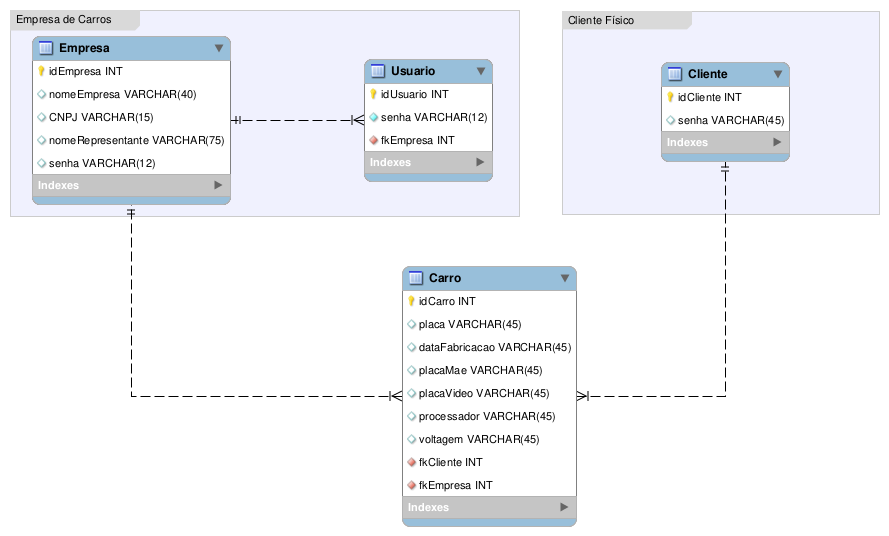 Empresa de Carros
Empresa
idEmpresa INT
nomeEmpresa VARCHAR(40)
CNPJ VARCHAR(15)
nomeRepresentante VARCHAR(75)
senha VARCHAR(12)
Indexes
Usuario
idUsuario INT
senha VARCHAR(12)
fkEmpresa INT
Indexes
Cliente Físico
Cliente
idCliente INT
senha VARCHAR(45)
Indexes
Carro
idCarro INT
placa VARCHAR(45)
dataFabricacao VARCHAR(45)
placaMae VARCHAR(45)
placaVideo VARCHAR(45)
processador VARCHAR(45)
voltagem VARCHAR(45)
fkCliente INT
fkEmpresa INT
Indexes